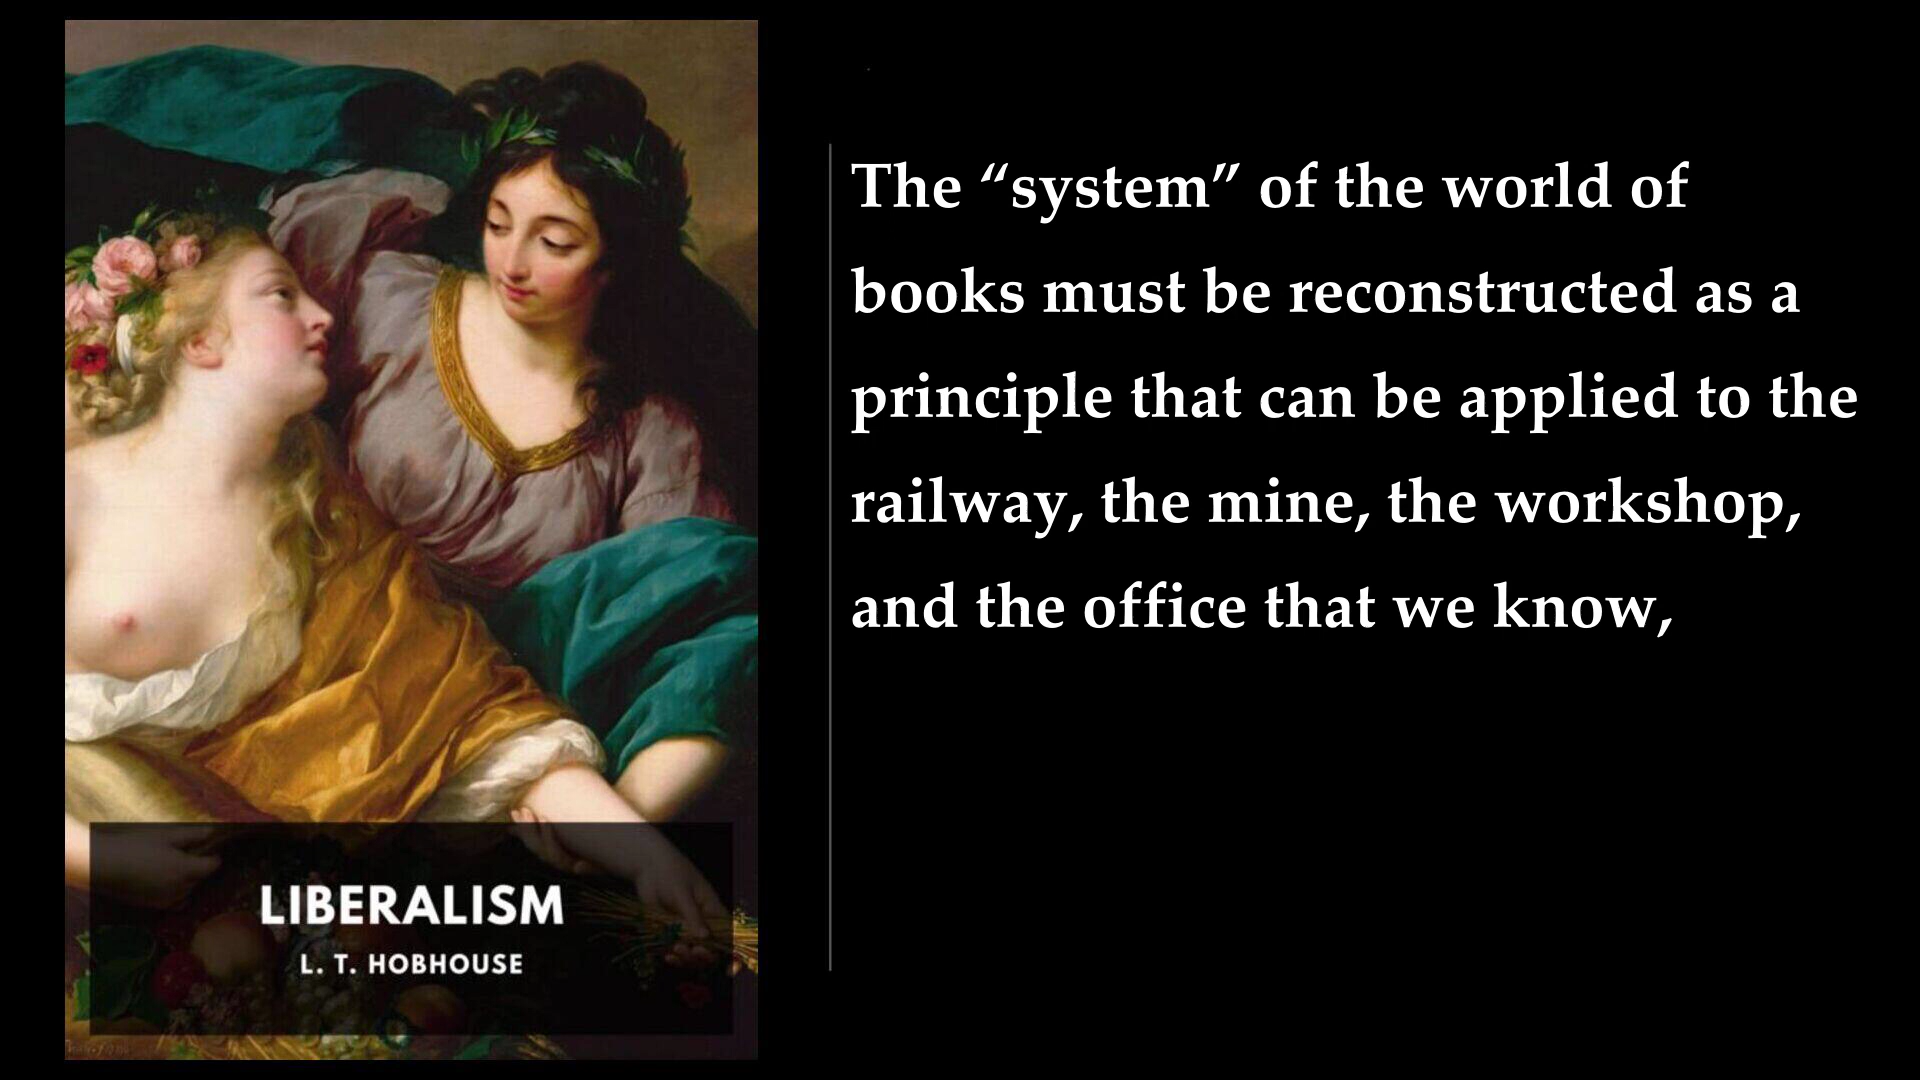 The “system” of the world of
books must be reconstructed as a
principle that can be applied to the
railway, the mine, the workshop,
and the office that we know,
LIBERALISM
L. T. HOBHOUSE